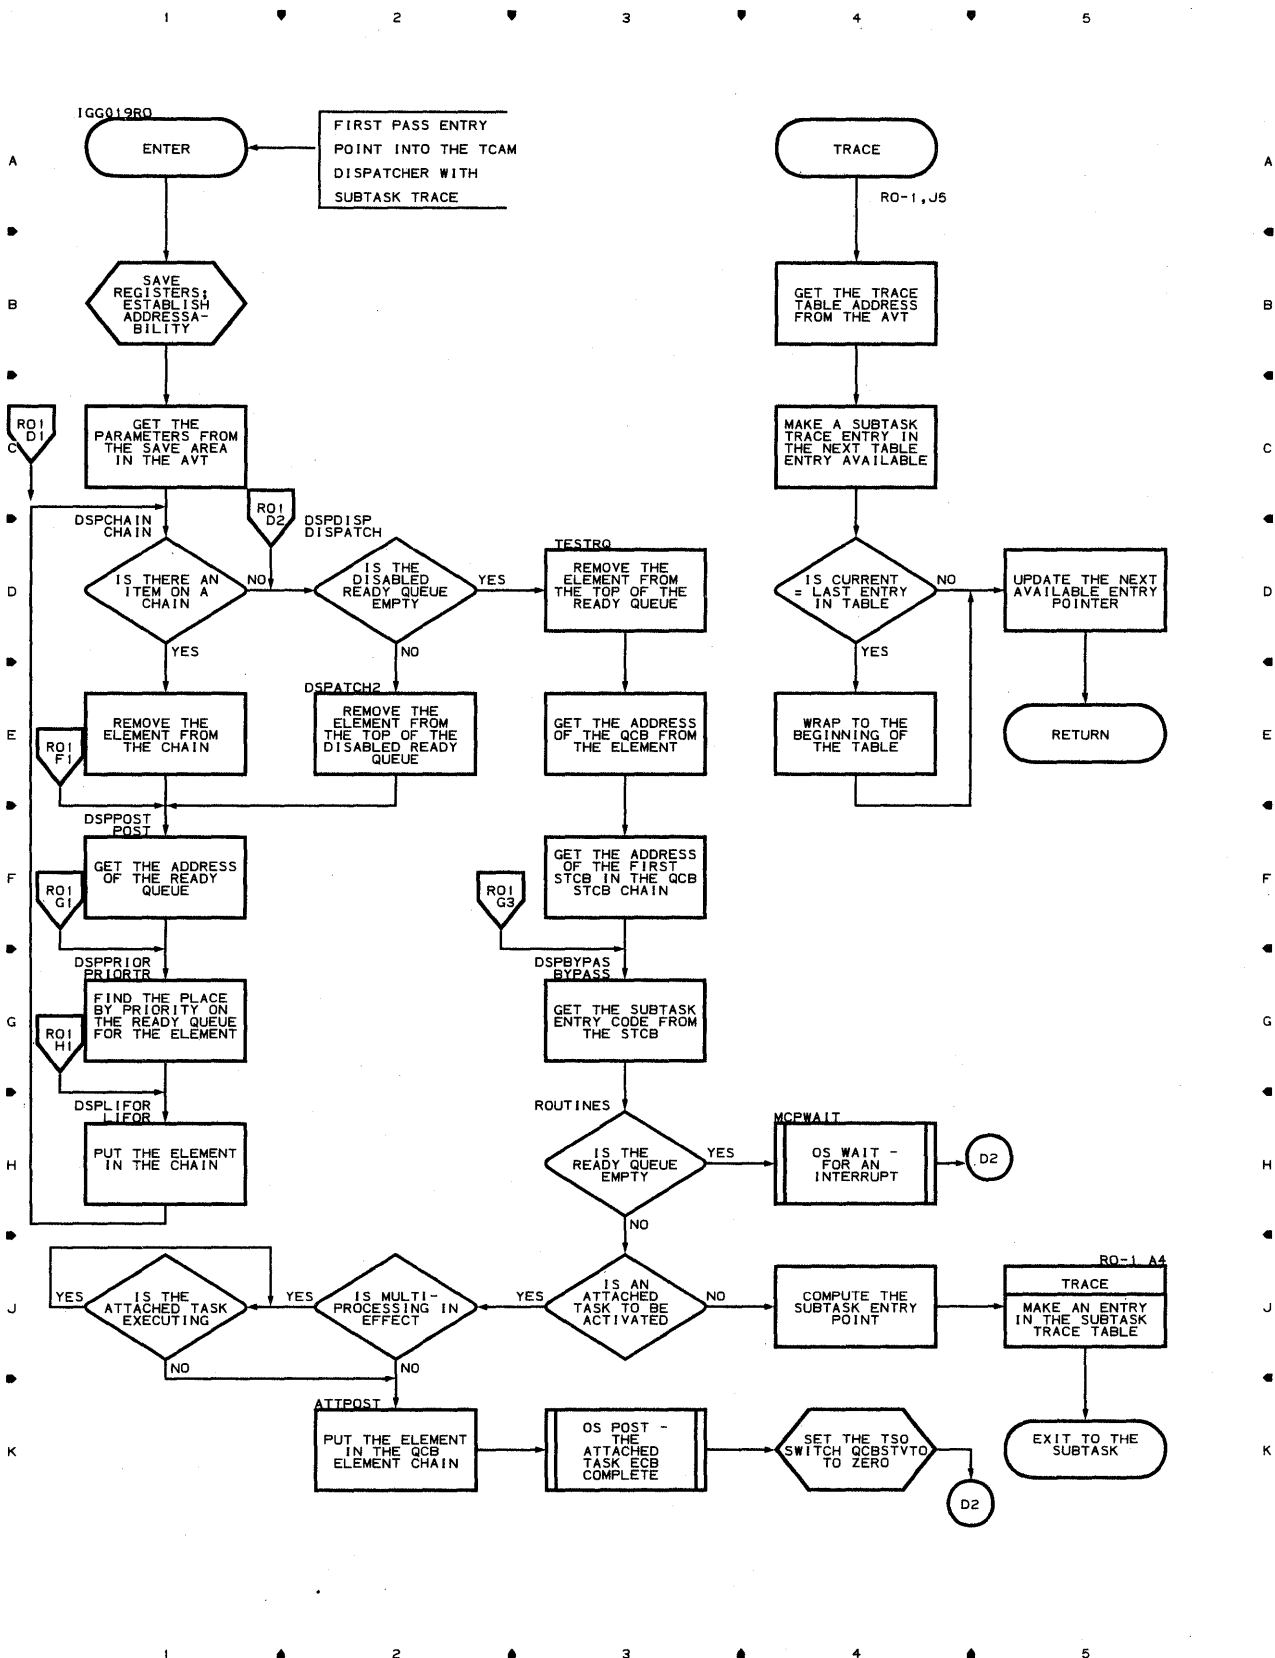 1 2 3 4 5
IGG019RO
ENTER
FIRST PASS ENTRY
POINT INTO THE TCAM
DISPATCHER WITH
SUBTASK TRACE
TRACE
RO-1,J5
A A
SAVE
REGISTERS;
ESTABLISH
ADDRESSA-
BILITY
GET THE TRACE
TABLE ADDRESS
FROM THE AVT
B B
R01
D1
GET THE
PARAMETERS FROM
THE SAVE AREA
IN THE AVT
MAKE A SUBTASK
TRACE ENTRY IN
THE NEXT TABLE
ENTRY AVAILABLE
C C
DSPCHAIN
CHAIN
R01
D2
DSPDISP
DISPATCH
TESTRQ
IS THERE AN
ITEM ON A
CHAIN
NO
YES
IS THE
DISABLED
READY QUEUE
EMPTY
YES
NO
REMOVE THE
ELEMENT FROM
THE TOP OF THE
READY QUEUE
IS CURRENT
= LAST ENTRY
IN TABLE
NO
YES
UPDATE THE NEXT
AVAILABLE ENTRY
POINTER
D D
R01
F1
REMOVE THE
ELEMENT FROM
THE CHAIN
DSPATCH2
REMOVE THE
ELEMENT FROM
THE TOP OF THE
DISABLED READY
QUEUE
GET THE ADDRESS
OF THE QCB FROM
THE ELEMENT
WRAP TO THE
BEGINNING OF
THE TABLE
RETURN
E E
DSPPOST
POST
R01
G1
GET THE ADDRESS
OF THE READY
QUEUE
R01
G3
GET THE ADDRESS
OF THE FIRST
STCB IN THE QCB
STCB CHAIN
F F
DSPPRIOR
PRIORTR
R01
H1
FIND THE PLACE
BY PRIORITY ON
THE READY QUEUE
FOR THE ELEMENT
DSPBYPAS
BYPASS
GET THE SUBTASK
ENTRY CODE FROM
THE STCB
G G
DSPLIFOR
LIFOR
PUT THE ELEMENT
IN THE CHAIN
ROUTINES
IS THE
READY QUEUE
EMPTY
YES
NO
MCPWAIT
OS WAIT -
FOR AN
INTERRUPT
D2
H H
YES
IS THE
ATTACHED TASK
EXECUTING
NO
YES
IS MULTI-
PROCESSING IN
EFFECT
NO
YES
IS AN
ATTACHED
TASK TO BE
ACTIVATED
NO
COMPUTE THE
SUBTASK ENTRY
POINT
RO-1 A4
TRACE
MAKE AN ENTRY
IN THE SUBTASK
TRACE TABLE
J J
ATTPOST
PUT THE ELEMENT
IN THE QCB
ELEMENT CHAIN
OS POST -
THE
ATTACHED
TASK ECB
COMPLETE
SET THE TSO
SWITCH QCBSTVTO
TO ZERO
D2
EXIT TO THE
SUBTASK
K K
1 2 3 4 5